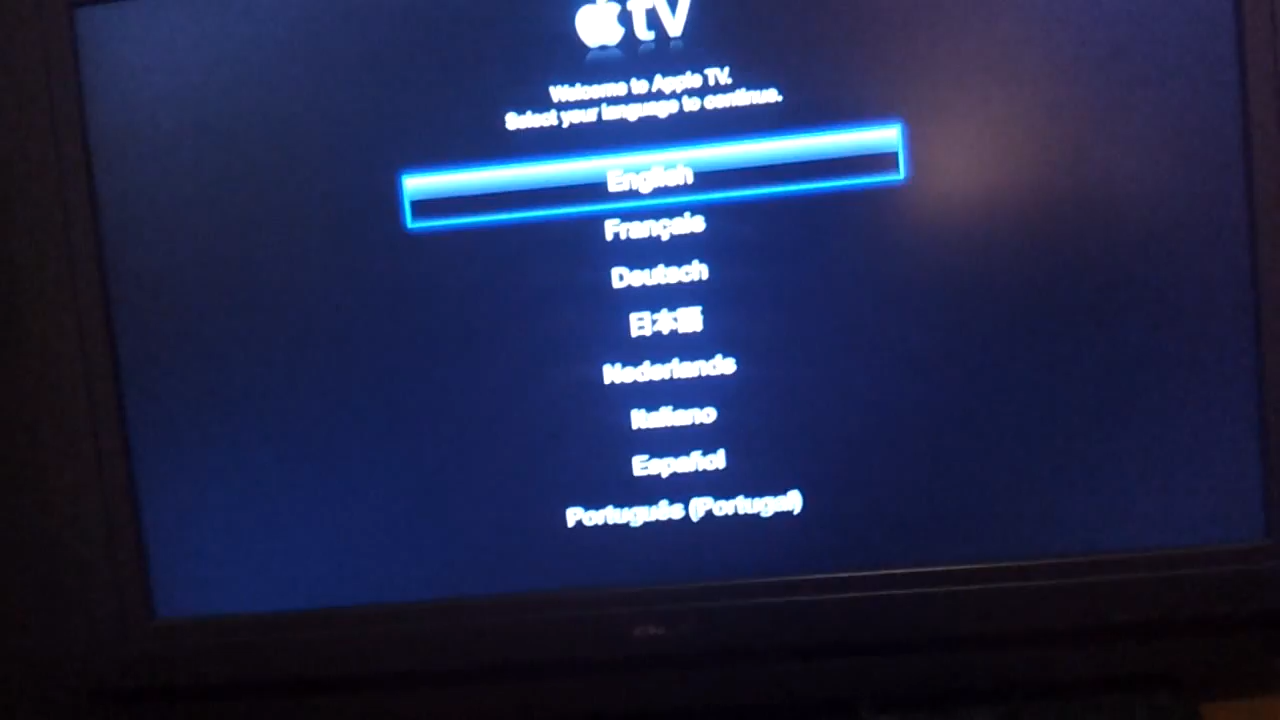 tv
Welcome to Apple TV.
Select your language to continue.
English
Français
Deutsch
日本語
Nederlands
Italiano
Español
Português (Portugal)